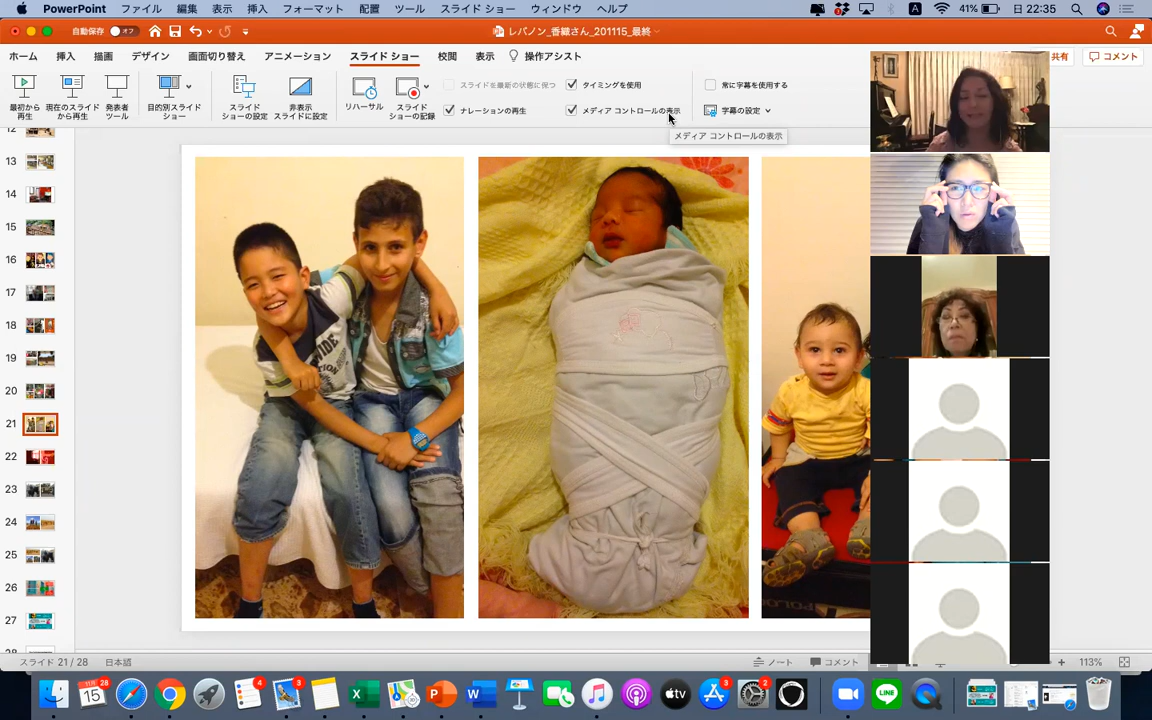 PowerPoint ファイル 編集 表示 挿入 フォーマット 配置 ツール スライド ショー ウィンドウ ヘルプ
A 41% 日 22:35
自動保存 オフ レバノン_香織さん_201115_最終
ホーム 挿入 描画 デザイン 画面切り替え アニメーション スライド ショー 校閲 表示 操作アシスト 共有 コメント
最初から
再生
現在のスライド
から再生
発表者
ツール
目的別スライド
ショー
スライド
ショーの設定
非表示
スライドに設定
リハーサル
スライド
ショーの記録
スライドを最新の状態に保つ
ナレーションの再生
タイミングを使用
メディア コントロールの表示
常に字幕を使用する
字幕の設定
メディア コントロールの表示
12
13
14
15
16
17
18
19
20
21
22
23
24
25
26
27
28
WIDE
スライド 21 / 28 日本語 ノート コメント 113%
11月
15
28
4
3
3
2
X
P
W
tv
LINE